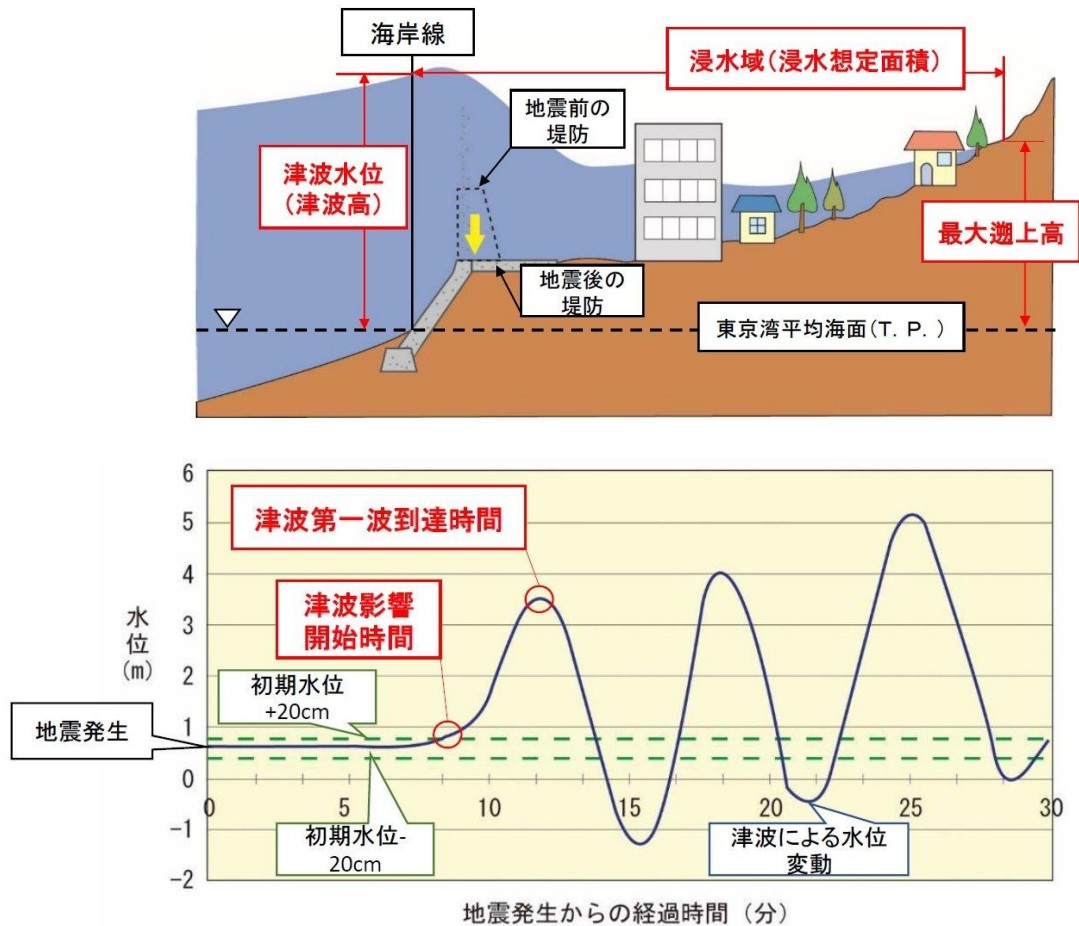 海岸線
浸水域（浸水想定面積）
地震前の
堤防
津波水位
（津波高）
最大遡上高
地震後の
堤防
東京湾平均海面（T. P. ）
6
5
4
3
2
1
0
-1
-2
水位
(m)
津波第一波到達時間
津波影響
開始時間
初期水位
+20cm
地震発生
初期水位-
20cm
津波による水位
変動
0 5 10 15 20 25 30
地震発生からの経過時間（分）